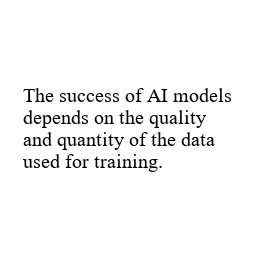 The success of AI models
depends on the quality
and quantity of the data
used for training.